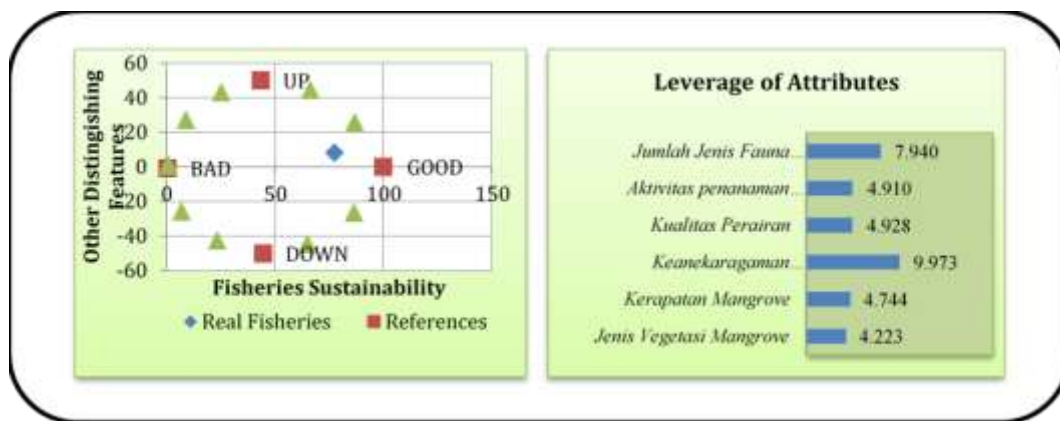 60
40
20
0
-20
-40
-60
UP
BAD
GOOD
DOWN
0
50
100
150
Other Distingishing
Features
Fisheries Sustainability
Real Fisheries
References
Leverage of Attributes
Jumlah Jenis Fauna... 7.940
Aktivitas penanaman... 4.910
Kualitas Perairan 4.928
Keanekaragaman... 9.973
Kerapatan Mangrove 4.744
Jenis Vegetasi Mangrove 4.223